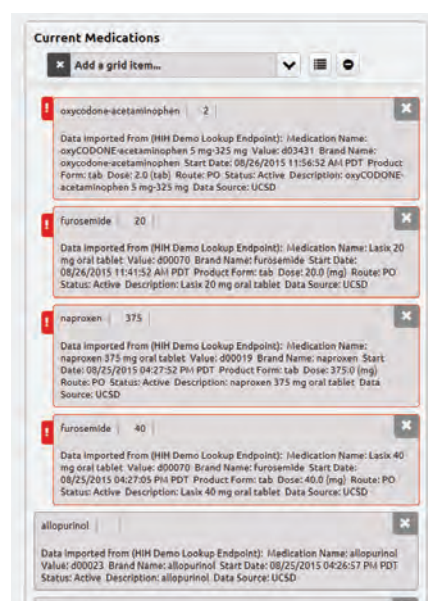 Current Medications
Add a grid item...
! oxycodone-acetaminophen 2
Data Imported from (HIH Demo Lookup Endpoint): Medication Name:
oxyCODONE-acetaminophen 5 mg-325 mg Value: d03431 Brand Name:
oxycodone-acetaminophen Start Date: 08/26/2015 11:56:52 AM PDT Product
Form: tab Dose: 2.0 (tab) Route: PO Status: Active Description: oxyCODONE-
acetaminophen 5 mg-325 mg Data Source: UCSD
! furosemide 20
Data Imported from (HIH Demo Lookup Endpoint): Medication Name: Lasix 20
mg oral tablet Value: d00070 Brand Name: furosemide Start Date:
08/26/2015 11:41:52 AM PDT Product Form: tab Dose: 20.0 (mg) Route: PO
Status: Active Description: Lasix 20 mg oral tablet Data Source: UCSD
! naproxen 375
Data Imported from (HIH Demo Lookup Endpoint): Medication Name:
naproxen 375 mg oral tablet Value: d00019 Brand Name: naproxen Start
Date: 08/25/2015 04:27:52 PM PDT Product Form: tab Dose: 375.0 (mg)
Route: PO Status: Active Description: naproxen 375 mg oral tablet Data
Source: UCSD
! furosemide 40
Data Imported from (HIH Demo Lookup Endpoint): Medication Name: Lasix 40
mg oral tablet Value: d00070 Brand Name: furosemide Start Date:
08/25/2015 04:27:05 PM PDT Product Form: tab Dose: 40.0 (mg) Route: PO
Status: Active Description: Lasix 40 mg oral tablet Data Source: UCSD
allopurinol
Data Imported from (HIH Demo Lookup Endpoint): Medication Name: allopurinol
Value: d00023 Brand Name: allopurinol Start Date: 08/25/2015 04:26:57 PM PDT
Status: Active Description: allopurinol Data Source: UCSD